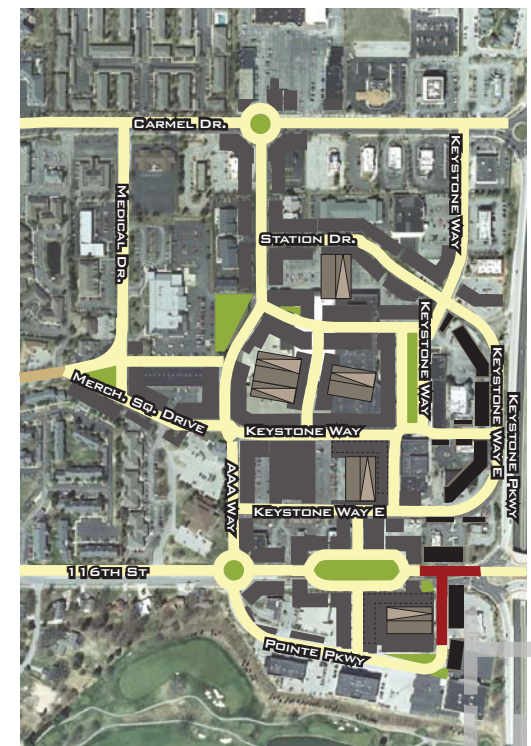 CARMEL DR.
KEYSTONE WAY
MEDICAL DR.
STATION DR.
KEYSTONE WAY
KEYSTONE WAY E
KEYSTONE PKWY
MERCH. SQ. DRIVE
KEYSTONE WAY
AAA WAY
KEYSTONE WAY E
116TH ST
POINTE PKWY